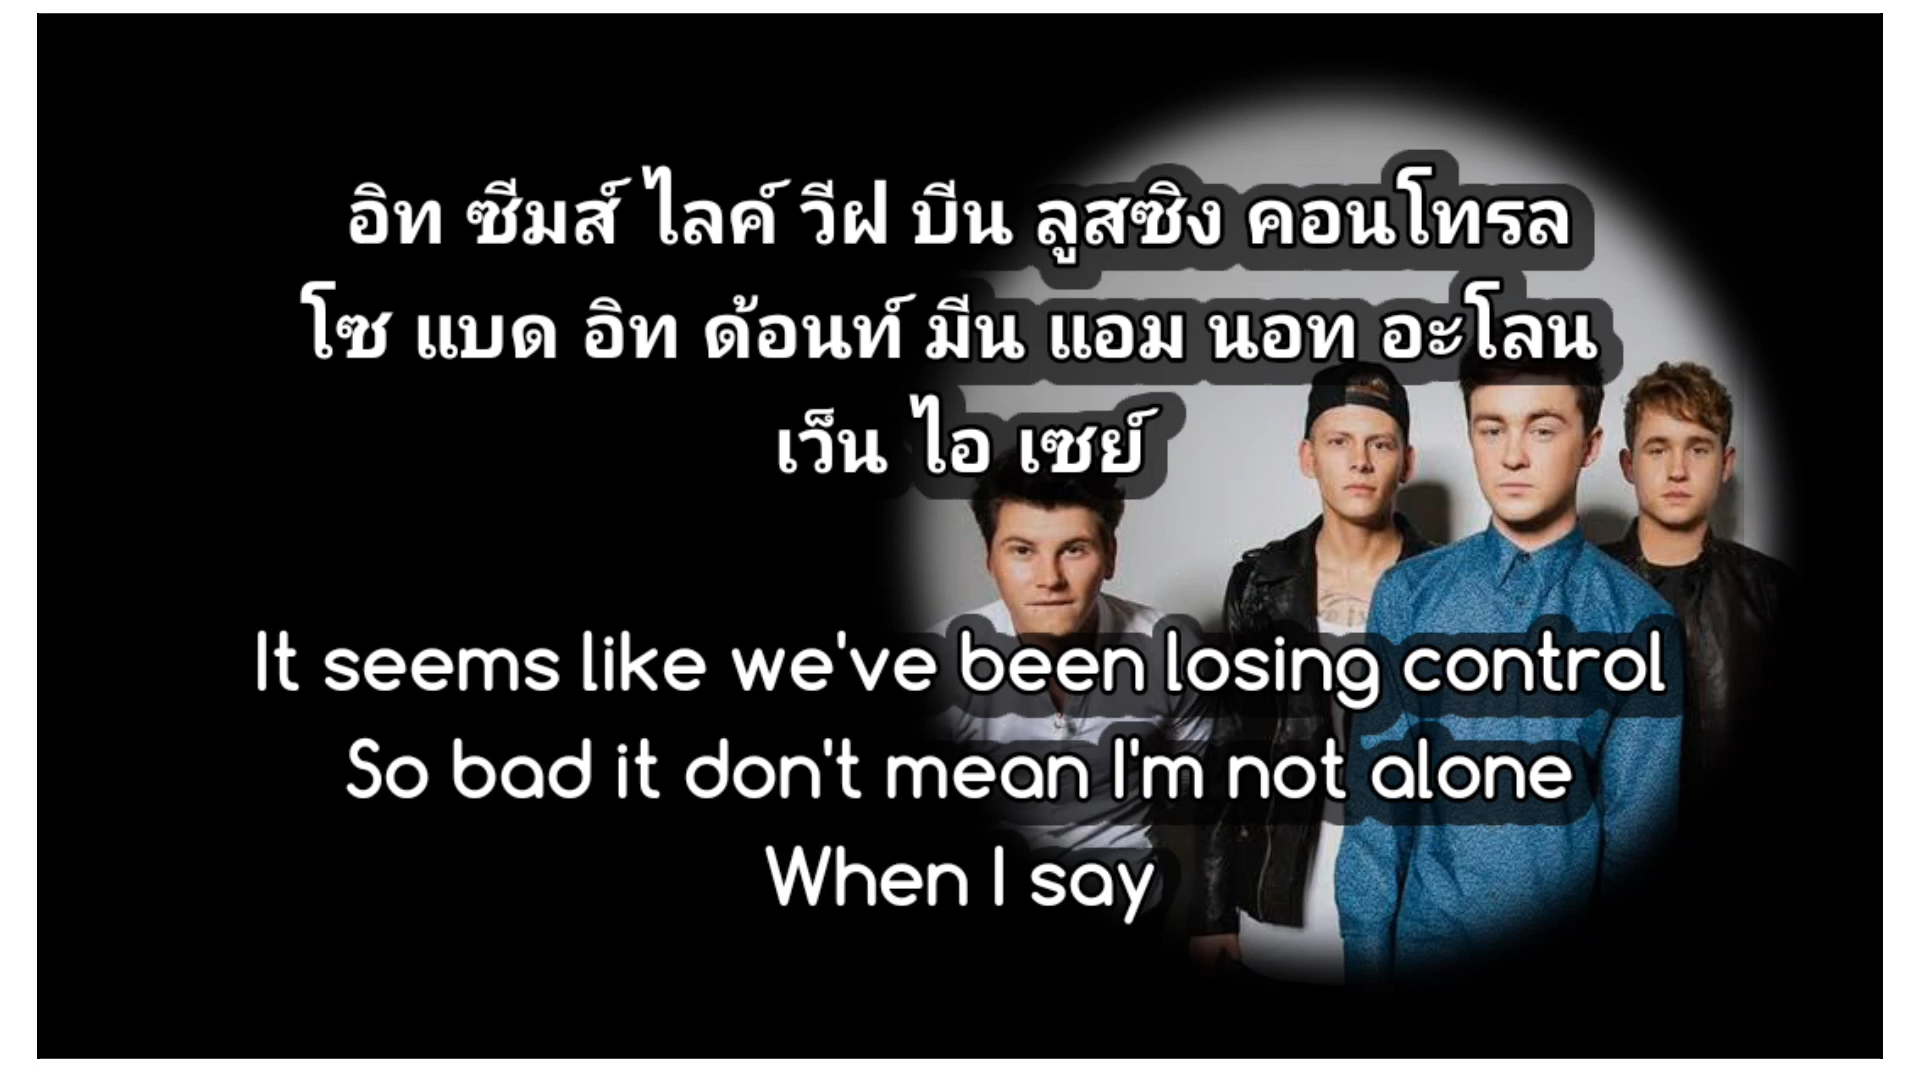 อิท ซีมส์ ไลค์ วีฝ บีน ลูสซิง คอนโทรล
โซ แบด อิท ด้อนท์ มีน แอม นอท อะโลน
เว็น ไอ เซย์
It seems like we've been losing control
So bad it don't mean I'm not alone
When I say